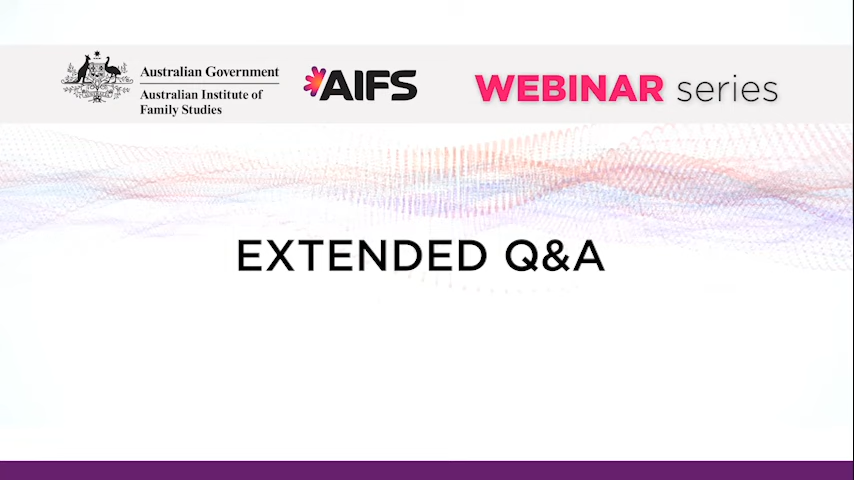 Australian Government
Australian Institute of
Family Studies
AIFS
WEBINAR series
EXTENDED Q&A